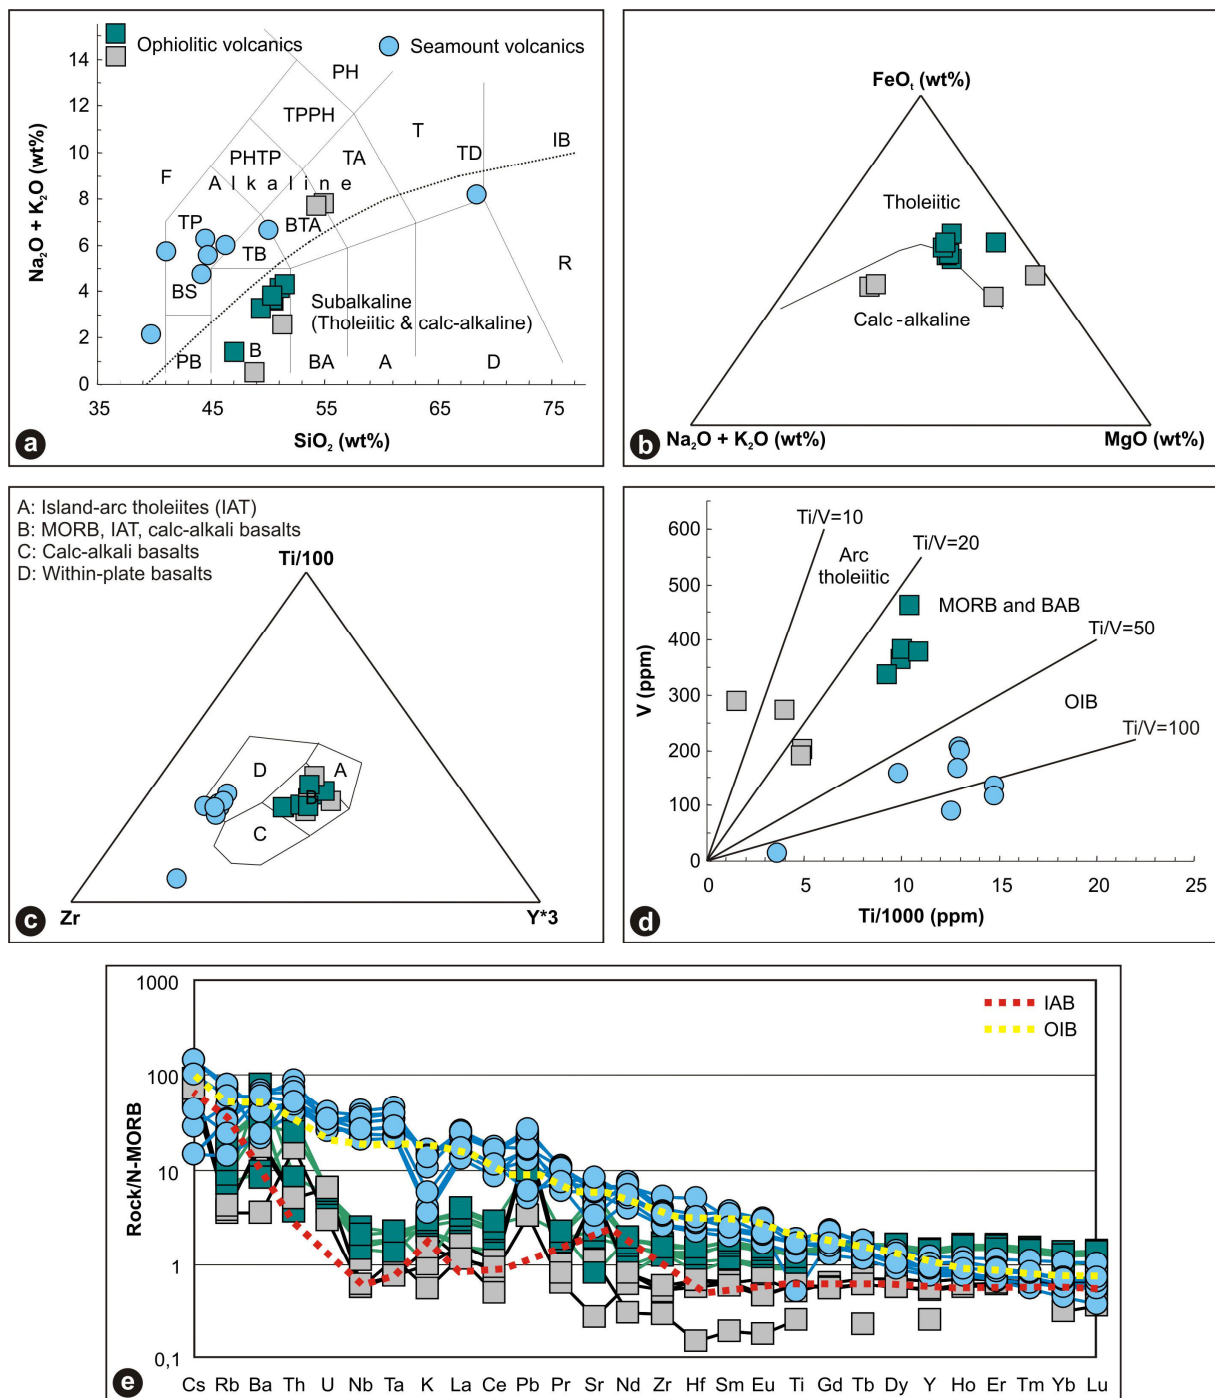 Ophiolitic volcanics
Seamount volcanics
14
12
10
8
6
4
2
0
Na₂O + K₂O (wt%)
35
45
55
65
75
SiO₂ (wt%)
PH
TPPH
T
IB
PHTP
TA
TD
F
Alkaline
TP
BTA
TB
BS
R
Subalkaline
(Tholeiitic & calc-alkaline)
PB
B
BA
A
D
a
FeOₜ (wt%)
Tholeiitic
Calc-alkaline
Na₂O + K₂O (wt%)
MgO (wt%)
b
A: Island-arc tholeiites (IAT)
B: MORB, IAT, calc-alkali basalts
C: Calc-alkali basalts
D: Within-plate basalts
Ti/100
D
A
B
C
Zr
Y*3
c
600
500
400
300
200
100
0
V (ppm)
Ti/V=10
Arc
tholeiitic
Ti/V=20
MORB and BAB
Ti/V=50
OIB
Ti/V=100
0
5
10
15
20
25
Ti/1000 (ppm)
d
1000
100
10
1
0,1
Rock/N-MORB
IAB
OIB
Cs Rb Ba Th U Nb Ta K La Ce Pb Pr Sr Nd Zr Hf Sm Eu Ti Gd Tb Dy Y Ho Er Tm Yb Lu
e